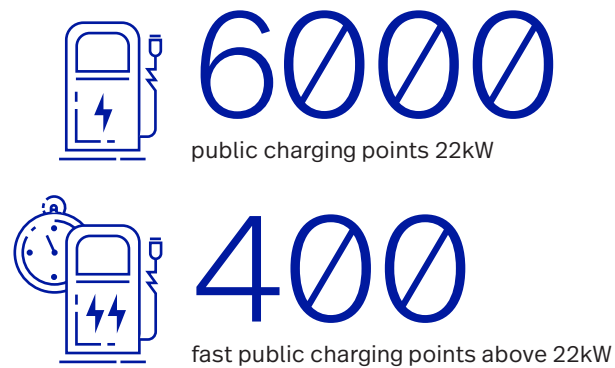 6000
public charging points 22kW
400
fast public charging points above 22kW